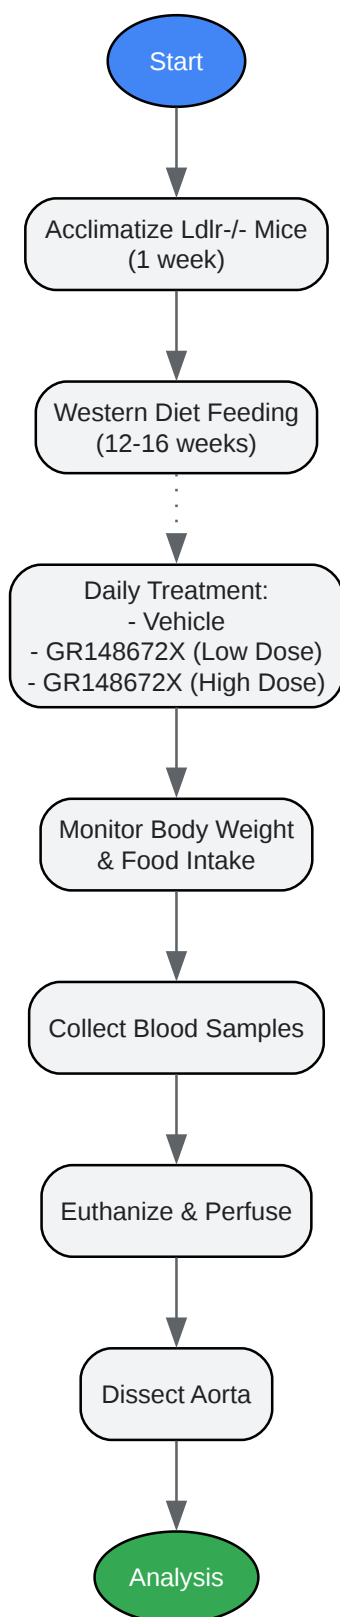 Start
Acclimatize Ldlr-/- Mice
(1 week)
Western Diet Feeding
(12-16 weeks)
Daily Treatment:
- Vehicle
- GR148672X (Low Dose)
- GR148672X (High Dose)
Monitor Body Weight
& Food Intake
Collect Blood Samples
Euthanize & Perfuse
Dissect Aorta
Analysis